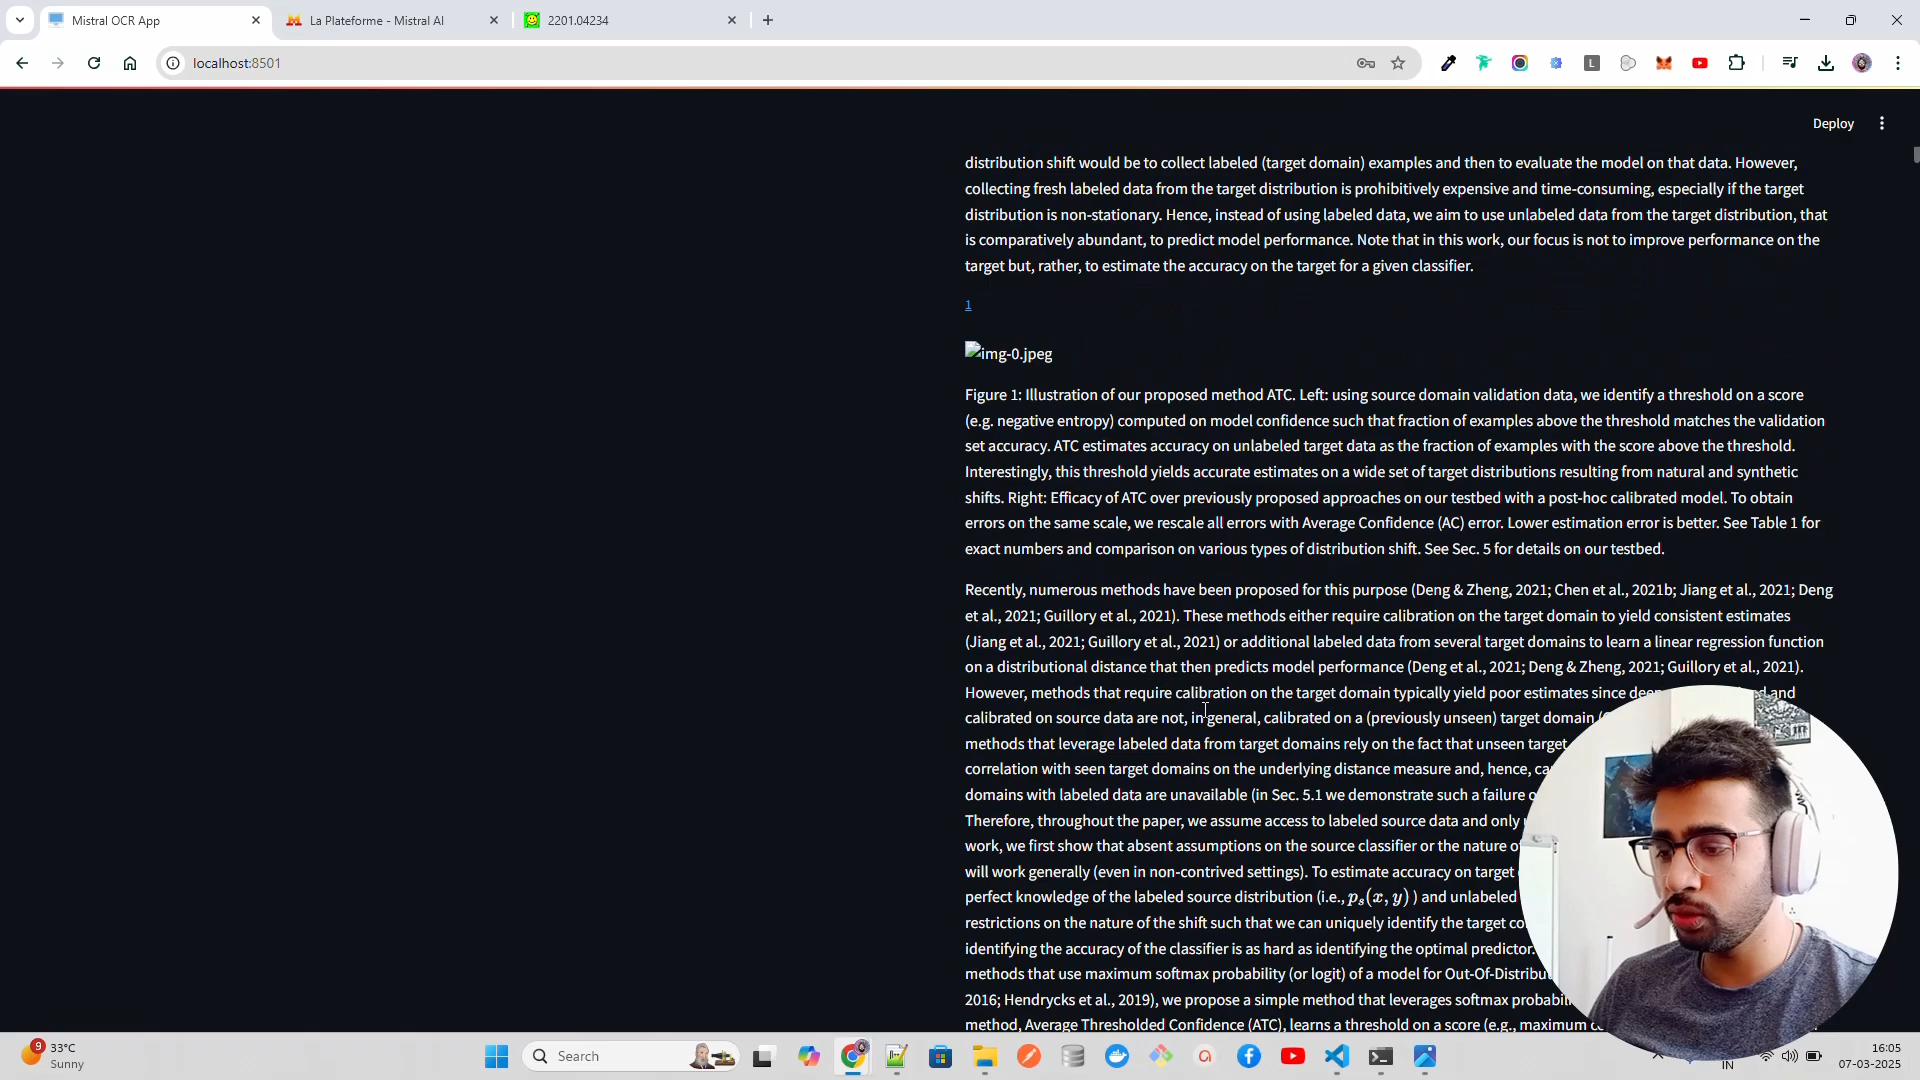 Mistral OCR App
La Plateforme - Mistral AI
2201.04234
localhost:8501
L
Deploy
distribution shift would be to collect labeled (target domain) examples and then to evaluate the model on that data. However,
collecting fresh labeled data from the target distribution is prohibitively expensive and time-consuming, especially if the target
distribution is non-stationary. Hence, instead of using labeled data, we aim to use unlabeled data from the target distribution, that
is comparatively abundant, to predict model performance. Note that in this work, our focus is not to improve performance on the
target but, rather, to estimate the accuracy on the target for a given classifier.
1
img-0.jpeg
Figure 1: Illustration of our proposed method ATC. Left: using source domain validation data, we identify a threshold on a score
(e.g. negative entropy) computed on model confidence such that fraction of examples above the threshold matches the validation
set accuracy. ATC estimates accuracy on unlabeled target data as the fraction of examples with the score above the threshold.
Interestingly, this threshold yields accurate estimates on a wide set of target distributions resulting from natural and synthetic
shifts. Right: Efficacy of ATC over previously proposed approaches on our testbed with a post-hoc calibrated model. To obtain
errors on the same scale, we rescale all errors with Average Confidence (AC) error. Lower estimation error is better. See Table 1 for
exact numbers and comparison on various types of distribution shift. See Sec. 5 for details on our testbed.
Recently, numerous methods have been proposed for this purpose (Deng & Zheng, 2021; Chen et al., 2021b; Jiang et al., 2021; Deng
et al., 2021; Guillory et al., 2021). These methods either require calibration on the target domain to yield consistent estimates
(Jiang et al., 2021; Guillory et al., 2021) or additional labeled data from several target domains to learn a linear regression function
on a distributional distance that then predicts model performance (Deng et al., 2021; Deng & Zheng, 2021; Guillory et al., 2021).
However, methods that require calibration on the target domain typically yield poor estimates since and
calibrated on source data are not, in general, calibrated on a (previously unseen) target domain
methods that leverage labeled data from target domains rely on the fact that unseen target
correlation with seen target domains on the underlying distance measure and, hence,
domains with labeled data are unavailable (in Sec. 5.1 we demonstrate such a failure
Therefore, throughout the paper, we assume access to labeled source data and only
work, we first show that absent assumptions on the source classifier or the nature of
will work generally (even in non-contrived settings). To estimate accuracy on target
perfect knowledge of the labeled source distribution (i.e., pₛ(x, y) ) and unlabeled
restrictions on the nature of the shift such that we can uniquely identify the target
identifying the accuracy of the classifier is as hard as identifying the optimal predictor.
methods that use maximum softmax probability (or logit) of a model for
2016; Hendrycks et al., 2019), we propose a simple method that leverages softmax
method, Average Thresholded Confidence (ATC), learns a threshold on a score (e.g., maximum
9
33°C
Sunny
Search
IN
16:05
07-03-2025